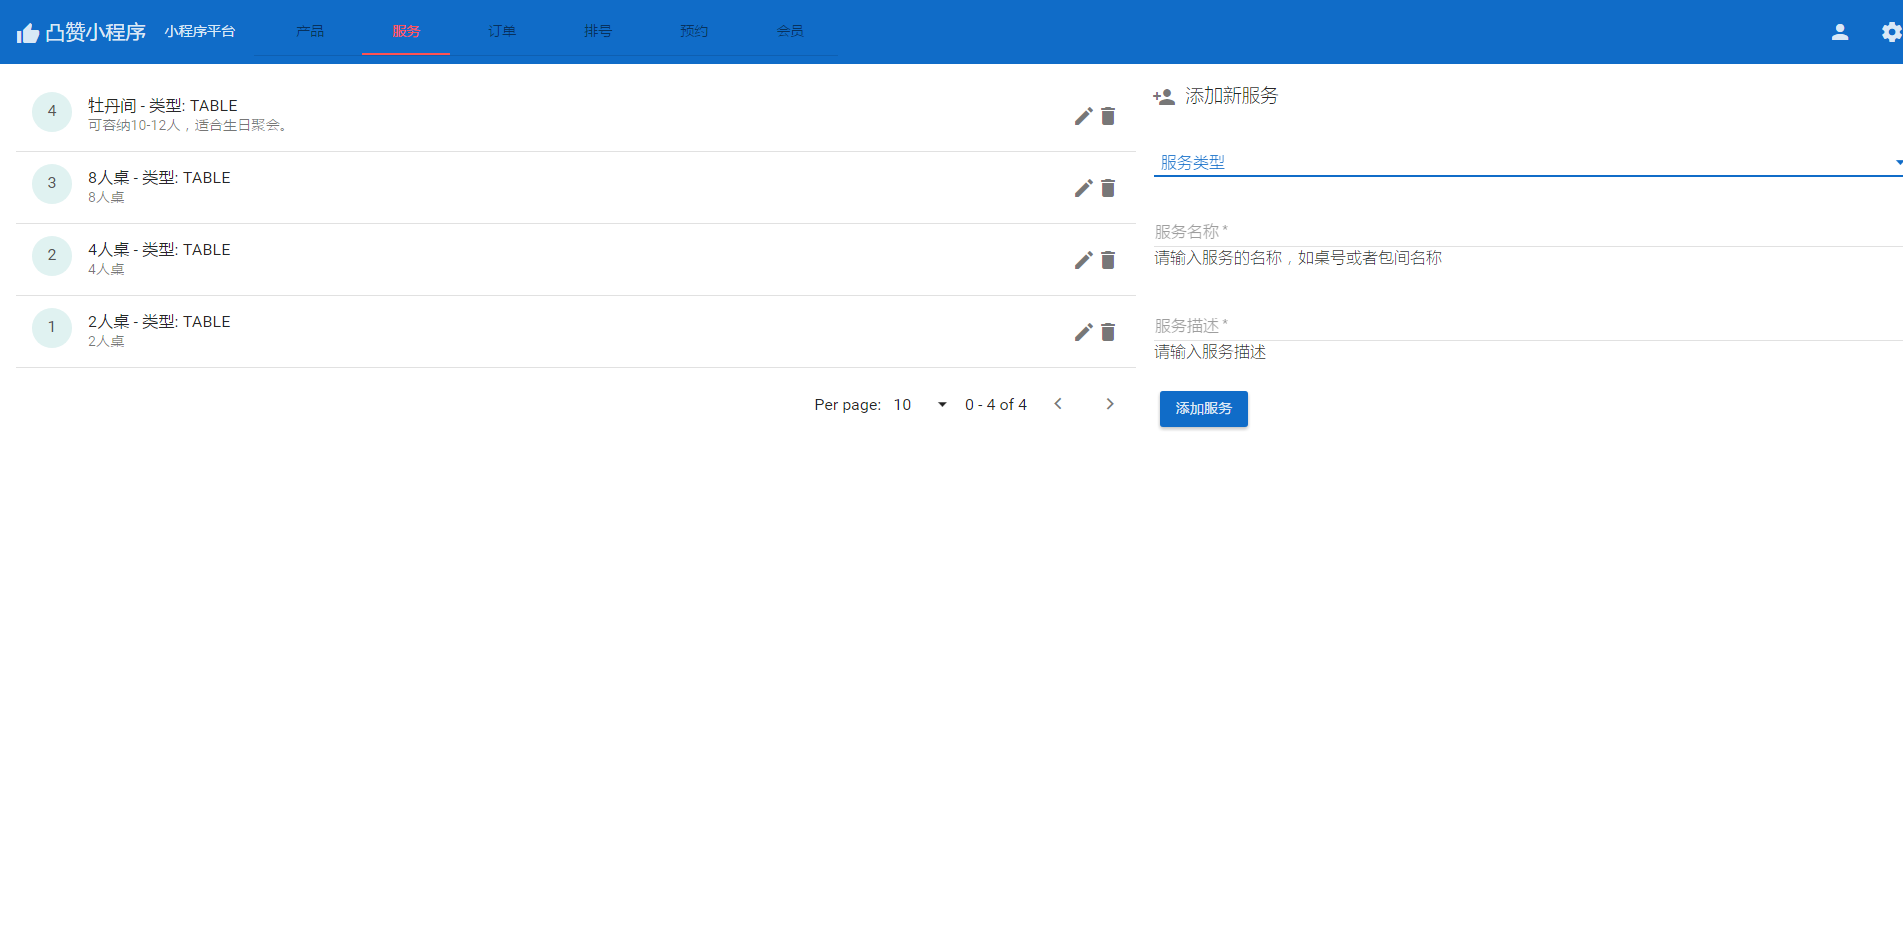 凸赞小程序 小程序平台 产品 服务 订单 排号 预约 会员
4 牡丹间 - 类型: TABLE
可容纳10-12人，适合生日聚会。
3 8人桌 - 类型: TABLE
8人桌
2 4人桌 - 类型: TABLE
4人桌
1 2人桌 - 类型: TABLE
2人桌
Per page: 10 0 - 4 of 4
添加新服务
服务类型
服务名称 *
请输入服务的名称，如桌号或者包间名称
服务描述 *
请输入服务描述
添加服务